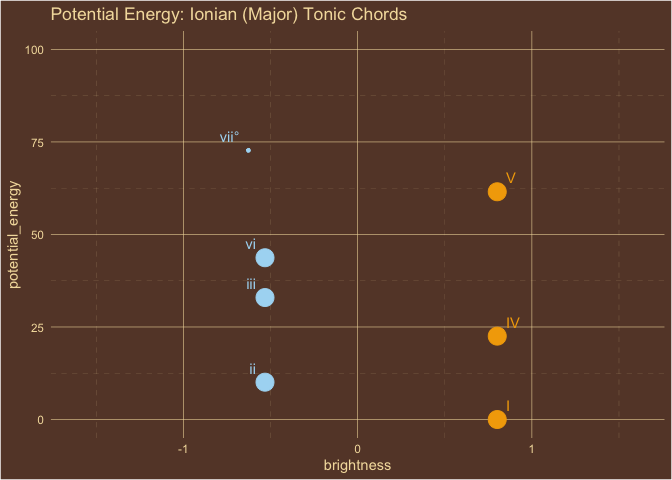 Potential Energy: Ionian (Major) Tonic Chords
100
75
50
25
0
potential_energy
vii°
V
vi
iii
IV
ii
I
-1
0
1
brightness